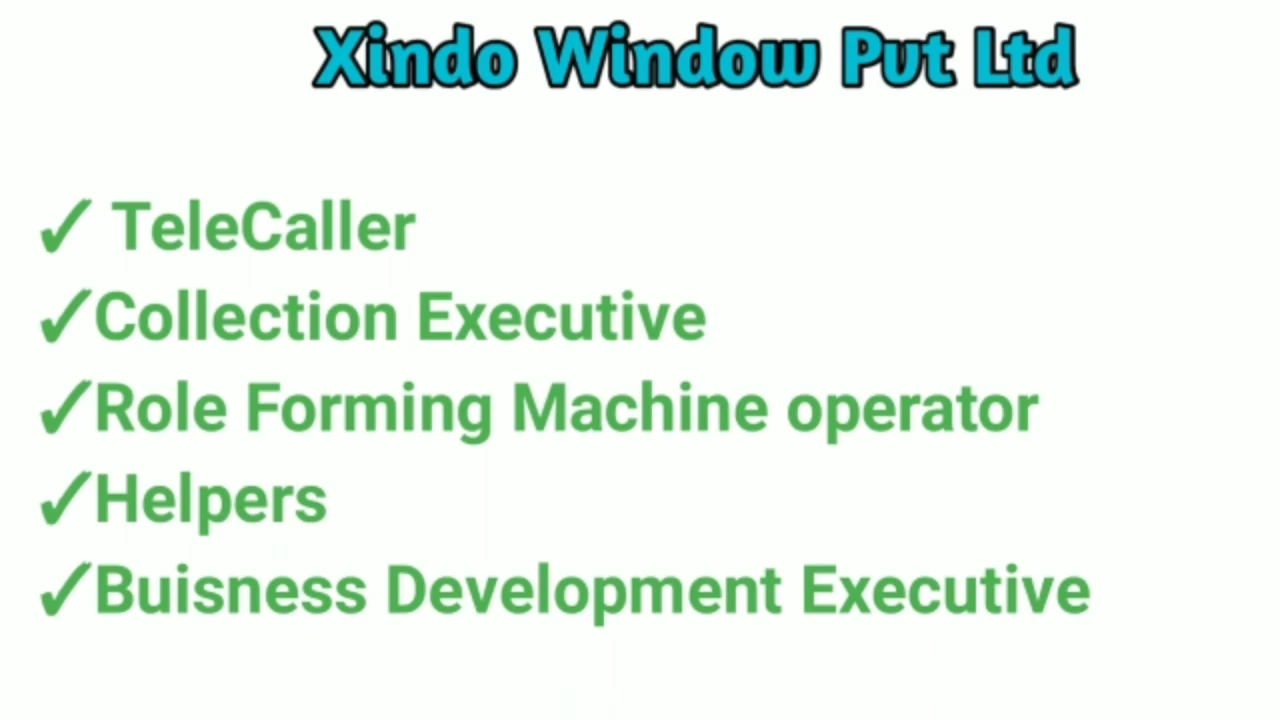 Xindo Window Pvt Ltd
✓ TeleCaller
✓Collection Executive
✓Role Forming Machine operator
✓Helpers
✓Buisness Development Executive